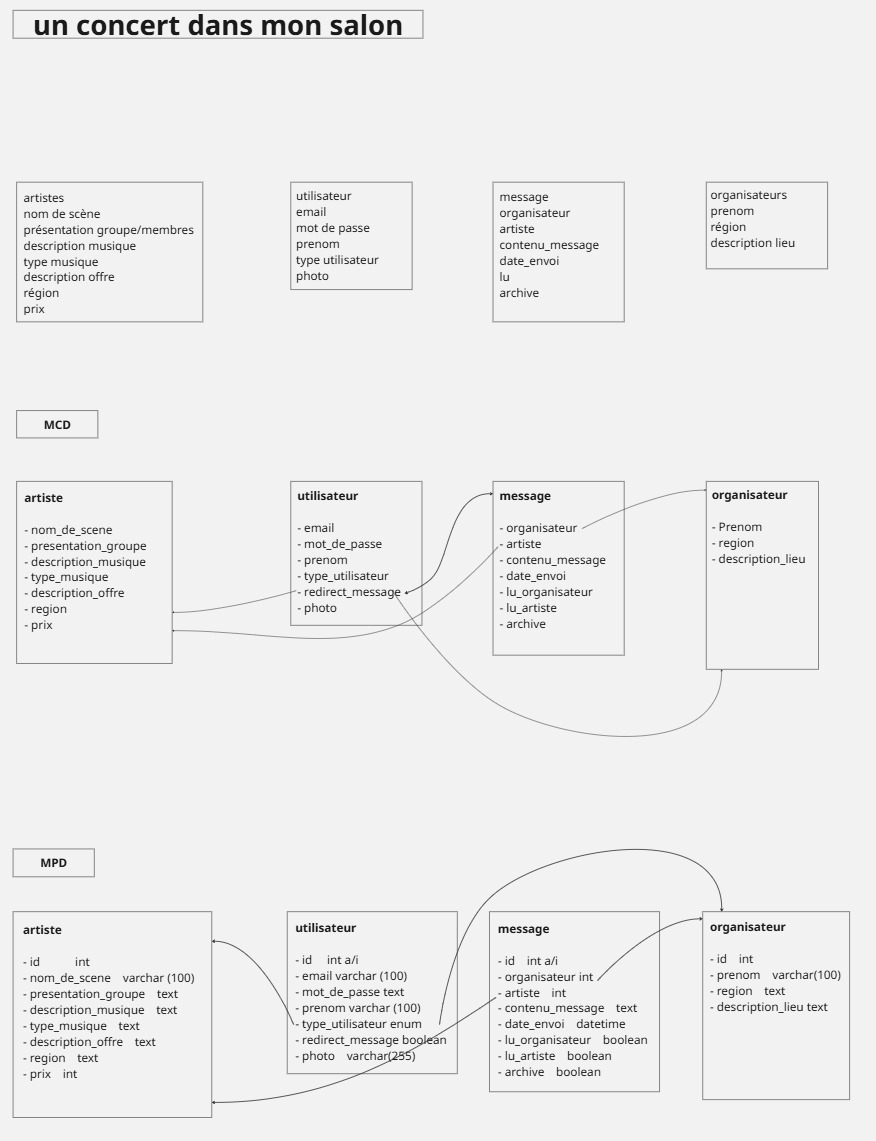 un concert dans mon salon
artistes
nom de scène
présentation groupe/membres
description musique
type musique
description offre
région
prix
utilisateur
email
mot de passe
prenom
type utilisateur
photo
message
organisateur
artiste
contenu_message
date_envoi
lu
archive
organisateurs
prenom
région
description lieu
MCD
artiste
- nom_de_scene
- presentation_groupe
- description_musique
- type_musique
- description_offre
- region
- prix
utilisateur
- email
- mot_de_passe
- prenom
- type_utilisateur
- redirect_message
- photo
message
- organisateur
- artiste
- contenu_message
- date_envoi
- lu_organisateur
- lu_artiste
- archive
organisateur
- Prenom
- region
- description_lieu
MPD
artiste
- id int
- nom_de_scene varchar (100)
- presentation_groupe text
- description_musique text
- type_musique text
- description_offre text
- region text
- prix int
utilisateur
- id int a/i
- email varchar (100)
- mot_de_passe text
- prenom varchar (100)
- type_utilisateur enum
- redirect_message boolean
- photo varchar(255)
message
- id int a/i
- organisateur int
- artiste int
- contenu_message text
- date_envoi datetime
- lu_organisateur boolean
- lu_artiste boolean
- archive boolean
organisateur
- id int
- prenom varchar(100)
- region text
- description_lieu text